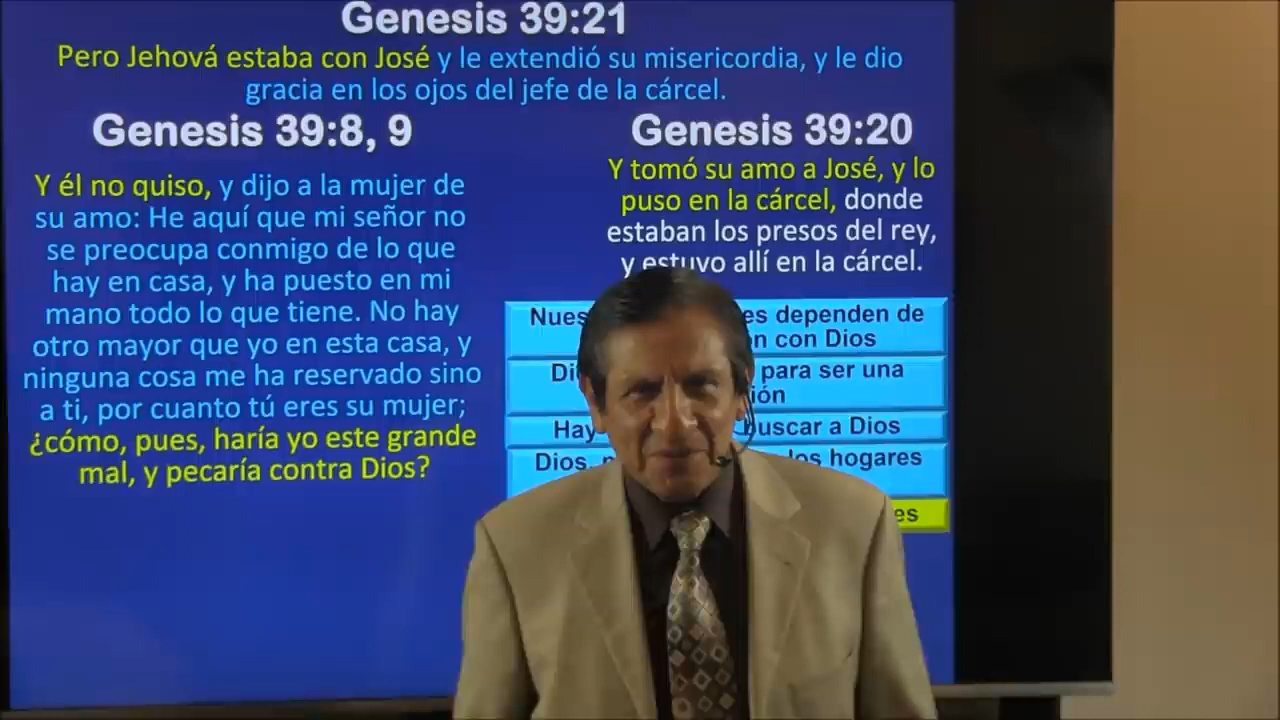 Genesis 39:21
Pero Jehová estaba con José y le extendió su misericordia, y le dio
gracia en los ojos del jefe de la cárcel.
Genesis 39:8, 9
Y él no quiso, y dijo a la mujer de
su amo: He aquí que mi señor no
se preocupa conmigo de lo que
hay en casa, y ha puesto en mi
mano todo lo que tiene. No hay
otro mayor que yo en esta casa, y
ninguna cosa me ha reservado sino
a ti, por cuanto tú eres su mujer;
¿cómo, pues, haría yo este grande
mal, y pecaría contra Dios?
Genesis 39:20
Y tomó su amo a José, y lo
puso en la cárcel, donde
estaban los presos del rey,
y estuvo allí en la cárcel.
dependen de
con Dios
para ser una
Hay buscar a Dios
Dios, los hogares